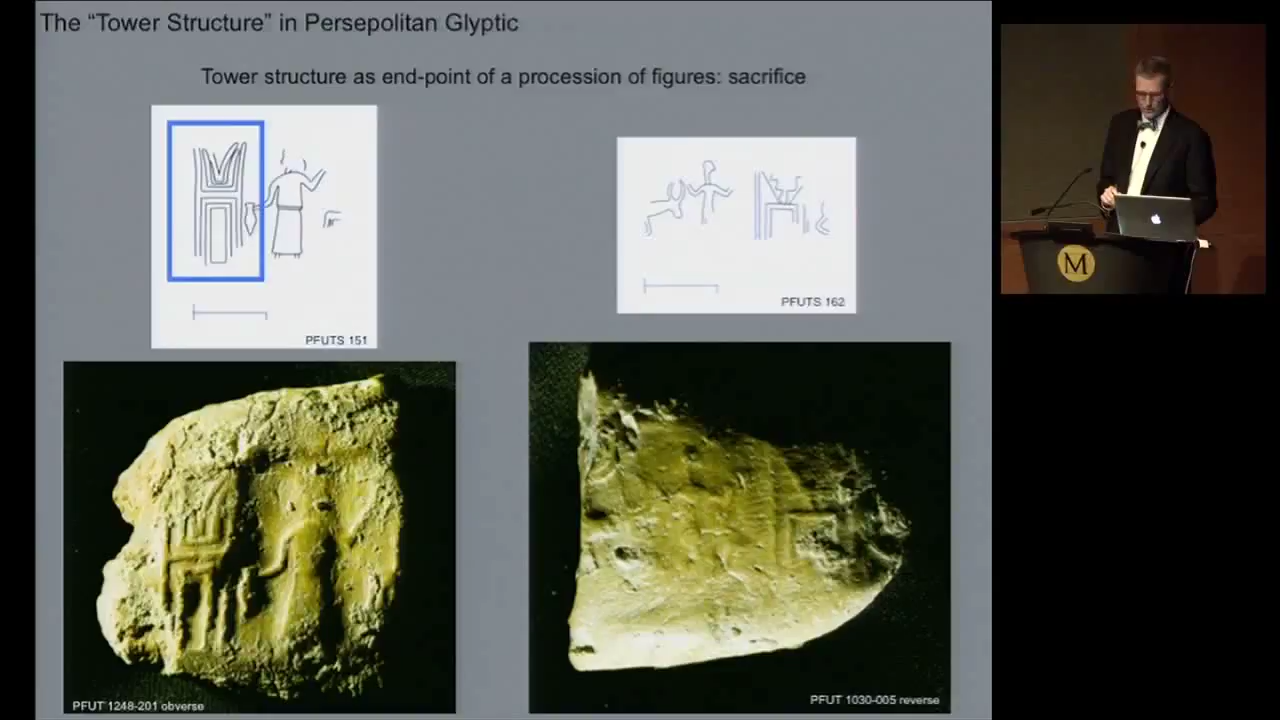 The “Tower Structure” in Persepolitan Glyptic
Tower structure as end-point of a procession of figures: sacrifice
PFUTS 151
PFUTS 162
PFUT 1248-201 obverse
PFUT 1030-005 reverse
M